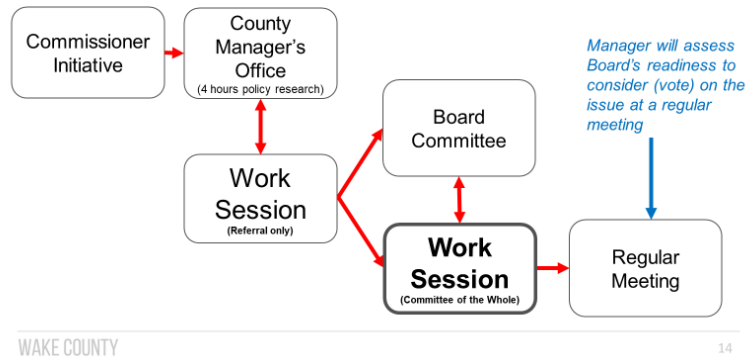 Commissioner
Initiative
County
Manager's
Office
(4 hours policy research)
Work
Session
(Referral only)
Board
Committee
Work
Session
(Committee of the Whole)
Manager will assess
Board's readiness to
consider (vote) on the
issue at a regular
meeting
Regular
Meeting
WAKE COUNTY
14